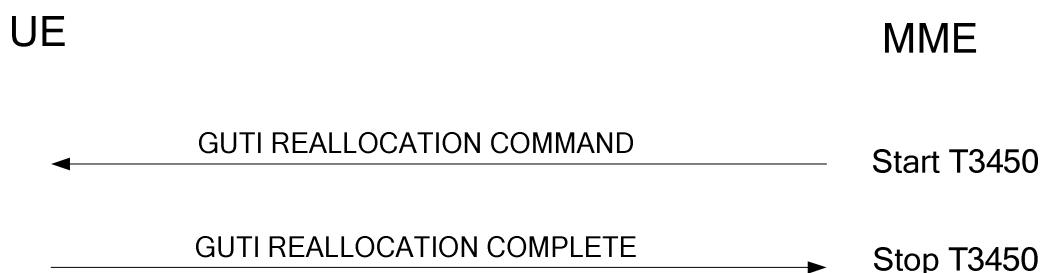 UE
MME
GUTI REALLOCATION COMMAND
Start T3450
GUTI REALLOCATION COMPLETE
Stop T3450